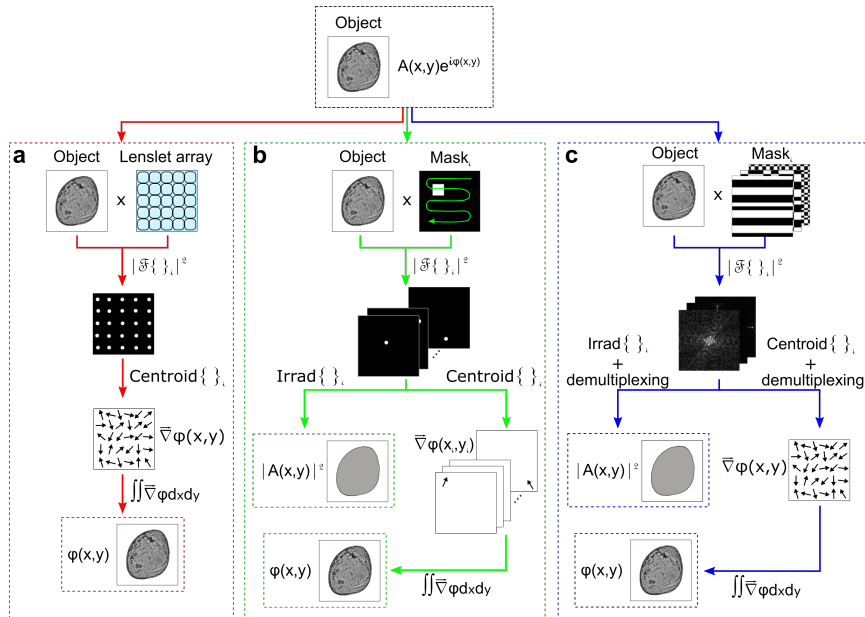 Object
A(x,y)e^{iφ(x,y)}
a
Object
Lenslet array
x
|ℱ{ }ᵢ|²
Centroid{ }ᵢ
∇⃗φ(x,y)
∬∇⃗φdxdy
φ(x,y)
b
Object
Maskᵢ
x
|ℱ{ }ᵢ|²
Irrad{ }ᵢ
Centroid{ }ᵢ
|A(x,y)|²
∇⃗φ(xᵢ,yᵢ)
φ(x,y)
∬∇⃗φdxdy
c
Object
Maskᵢ
x
|ℱ{ }ᵢ|²
Irrad{ }ᵢ
+
demultiplexing
Centroid{ }ᵢ
+
demultiplexing
|A(x,y)|²
∇⃗φ(x,y)
φ(x,y)
∬∇⃗φdxdy